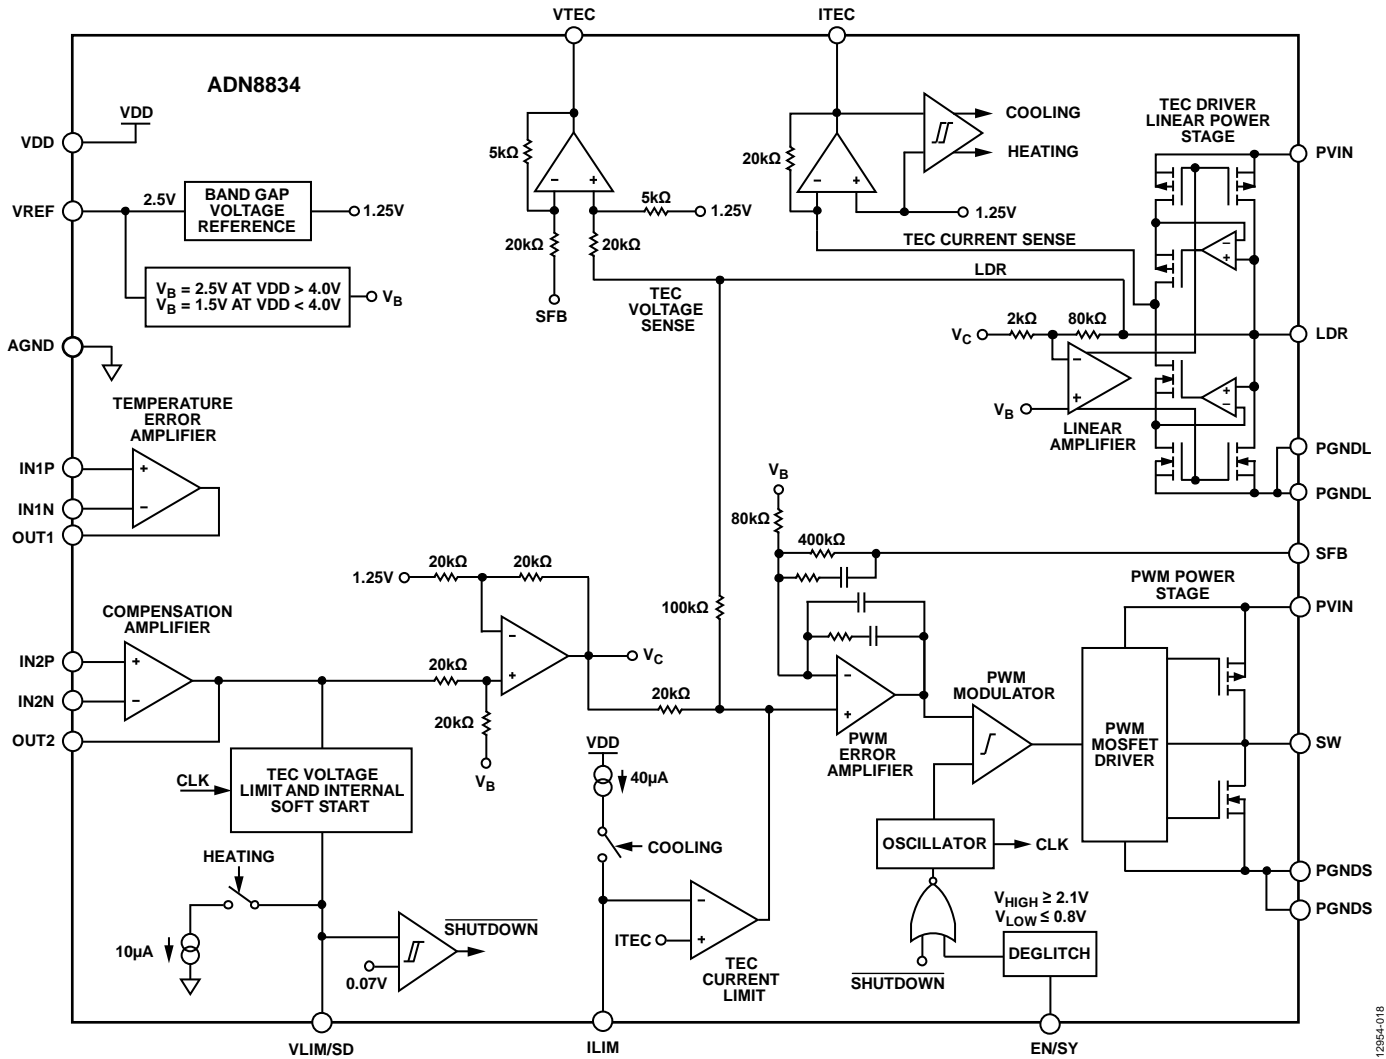 VTEC
ITEC
ADN8834
VDD
VDD
VREF
2.5V
BAND GAP
VOLTAGE
REFERENCE
1.25V
VB = 2.5V AT VDD > 4.0V
VB = 1.5V AT VDD < 4.0V
VB
AGND
5kΩ
–
+
5kΩ
1.25V
20kΩ
20kΩ
SFB
TEC
VOLTAGE
SENSE
20kΩ
–
+
COOLING
HEATING
1.25V
TEC CURRENT SENSE
LDR
TEC DRIVER
LINEAR POWER
STAGE
PVIN
–
+
VC
2kΩ
80kΩ
LDR
–
+
VB
LINEAR
AMPLIFIER
+
–
PGNDL
PGNDL
TEMPERATURE
ERROR
AMPLIFIER
IN1P
+
IN1N
–
OUT1
VB
80kΩ
400kΩ
SFB
1.25V
20kΩ
20kΩ
100kΩ
COMPENSATION
AMPLIFIER
IN2P
+
IN2N
–
OUT2
20kΩ
–
+
VC
20kΩ
VB
20kΩ
–
+
PWM
ERROR
AMPLIFIER
PWM
MODULATOR
PWM POWER
STAGE
PVIN
PWM
MOSFET
DRIVER
SW
CLK
TEC VOLTAGE
LIMIT AND INTERNAL
SOFT START
VDD
40µA
COOLING
OSCILLATOR
CLK
HEATING
10µA
0.07V
SHUTDOWN
ITEC
–
+
TEC
CURRENT
LIMIT
VHIGH ≥ 2.1V
VLOW ≤ 0.8V
DEGLITCH
SHUTDOWN
PGNDS
PGNDS
VLIM/SD
ILIM
EN/SY
12954-018